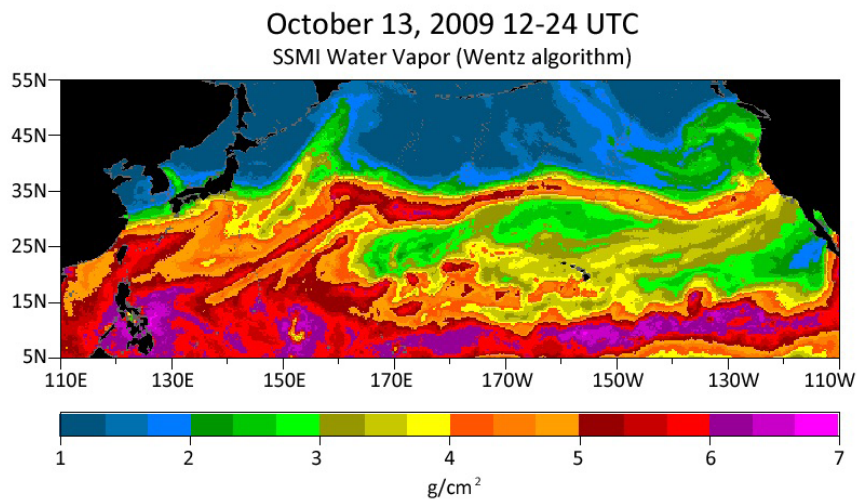 October 13, 2009 12-24 UTC
SSMI Water Vapor (Wentz algorithm)
55N
45N
35N
25N
15N
5N
110E 130E 150E 170E 170W 150W 130W 110W
1 2 3 4 5 6 7
g/cm²